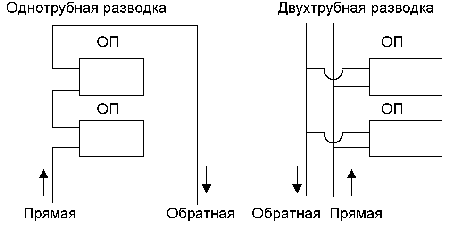 Однотрубная разводка
Двухтрубная разводка
ОП
ОП
ОП
ОП
Прямая
Обратная
Обратная
Прямая